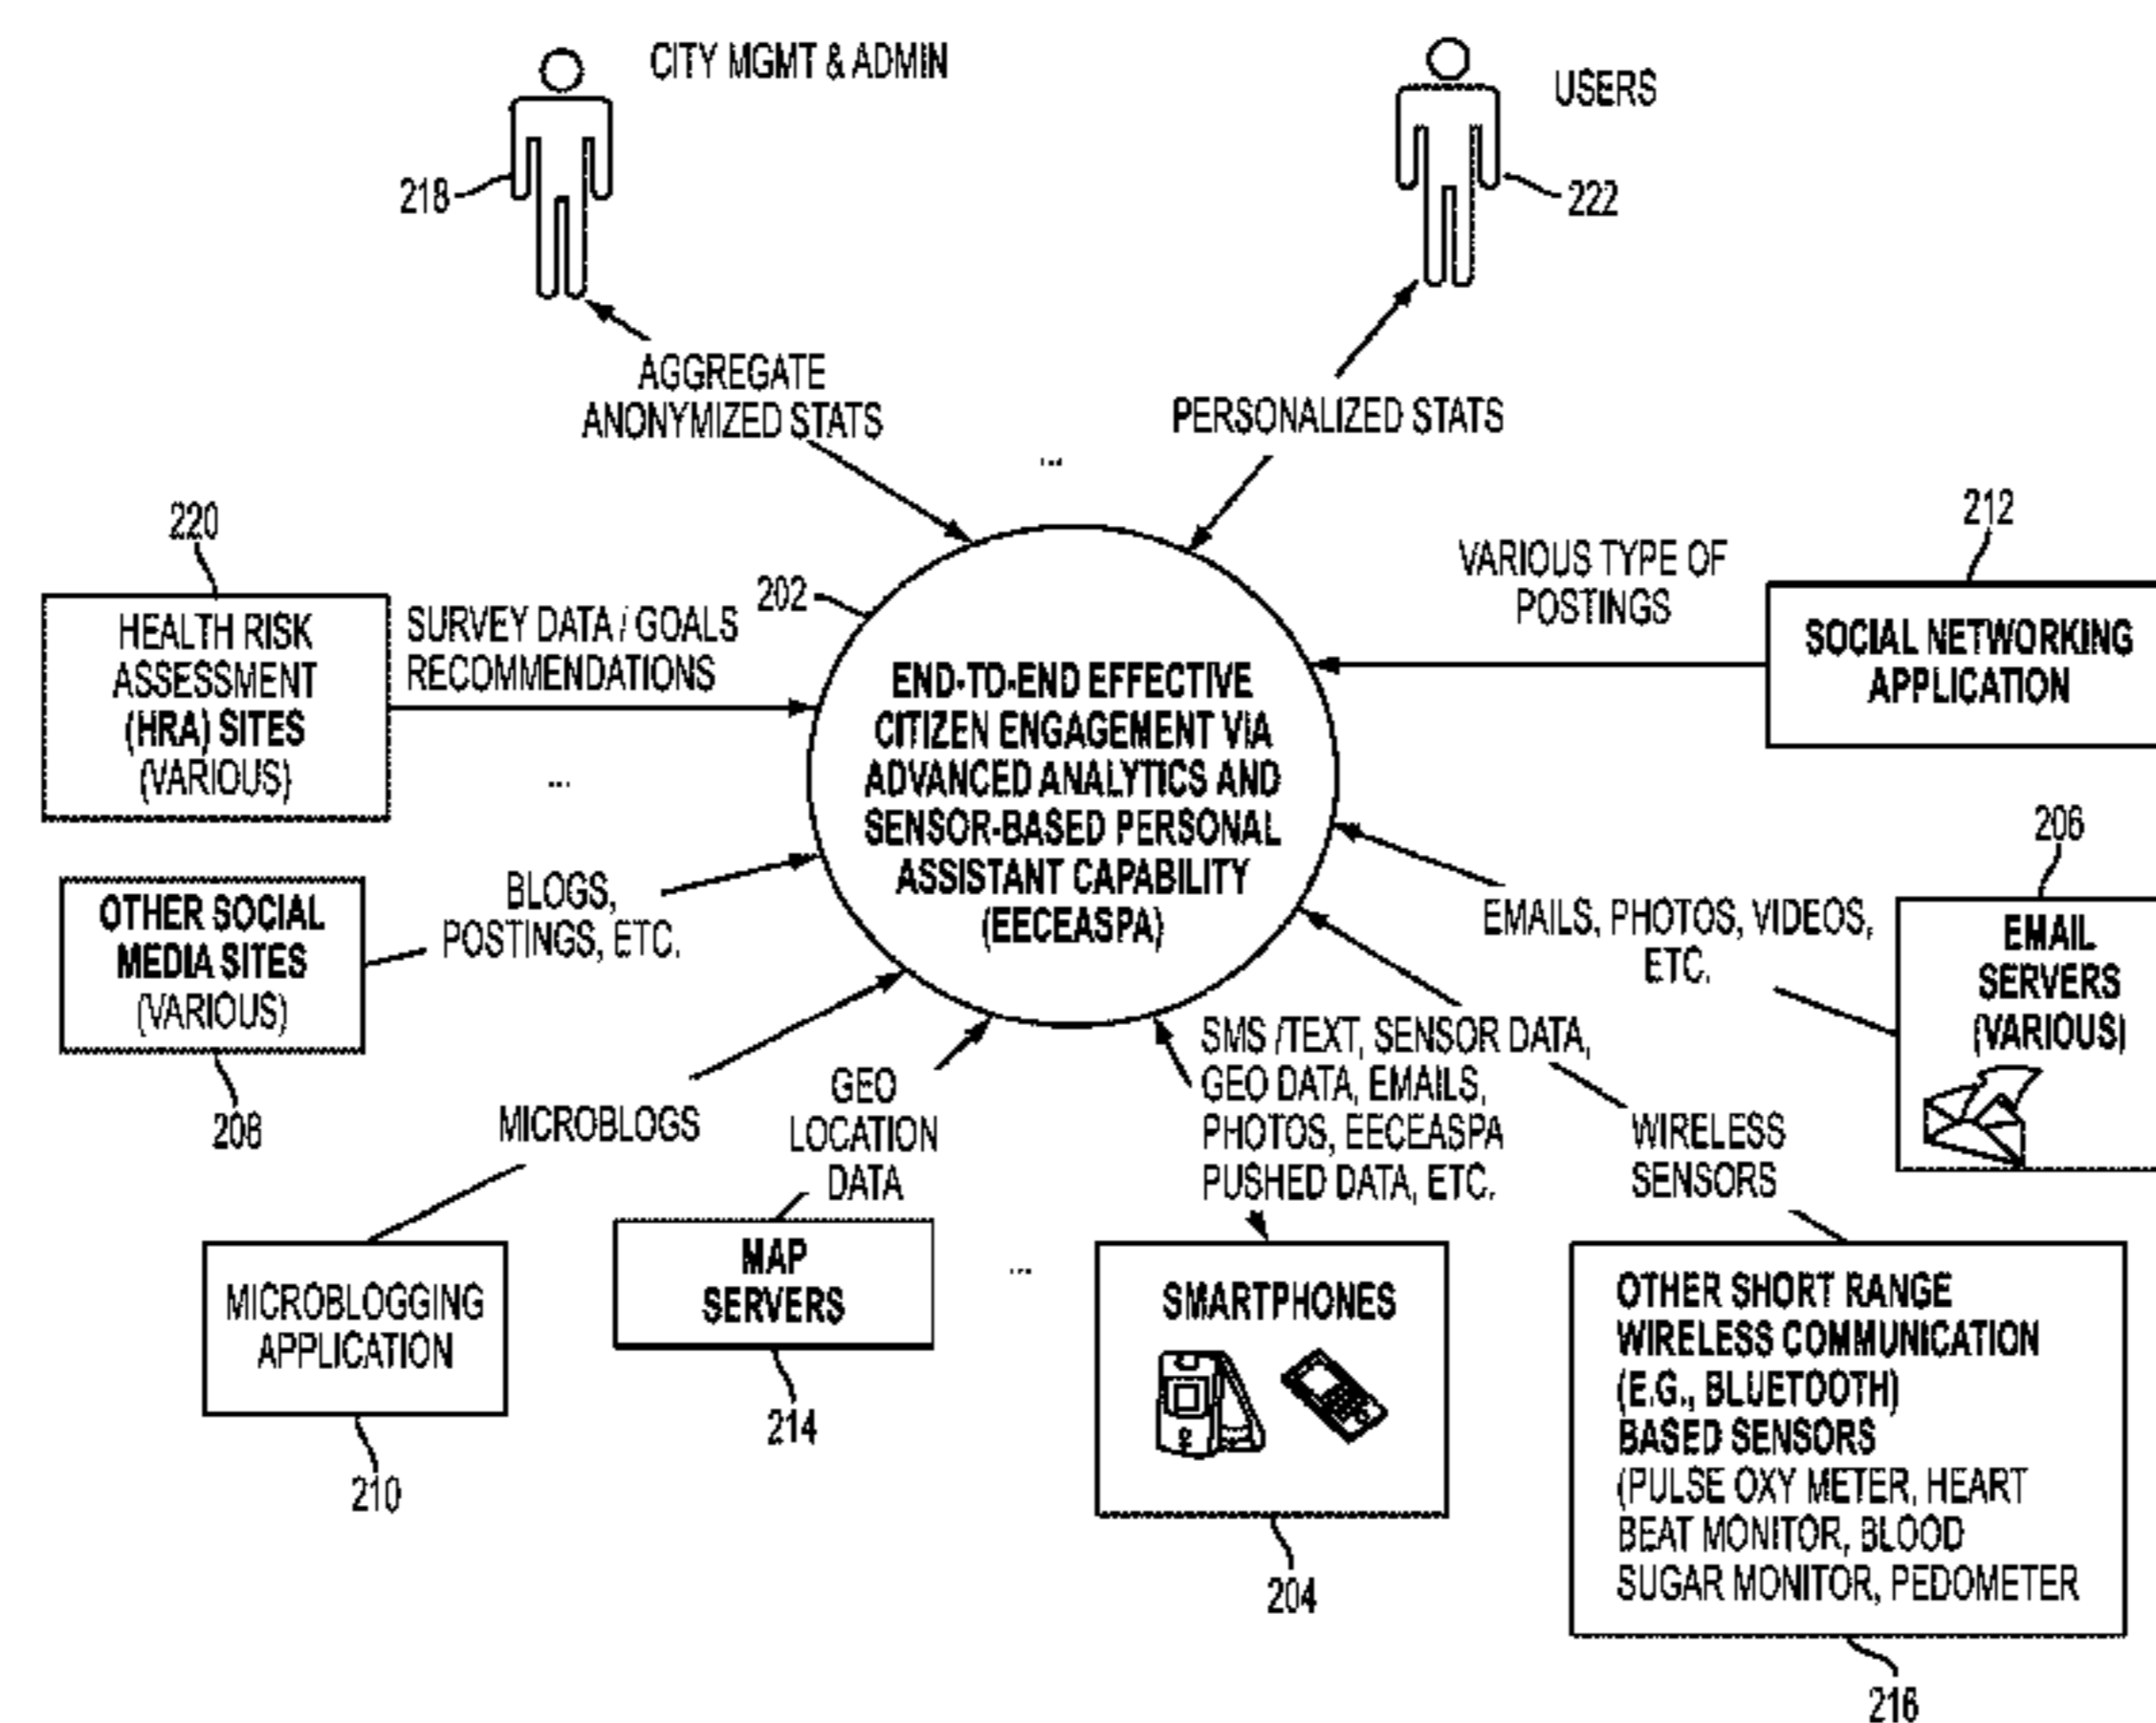 CITY MGMT & ADMIN
USERS
218
222
AGGREGATE
ANONYMIZED STATS
PERSONALIZED STATS
...
220
202
212
HEALTH RISK
ASSESSMENT
(HRA) SITES
(VARIOUS)
SURVEY DATA / GOALS
RECOMMENDATIONS
...
VARIOUS TYPE OF
POSTINGS
SOCIAL NETWORKING
APPLICATION
END-TO-END EFFECTIVE
CITIZEN ENGAGEMENT VIA
ADVANCED ANALYTICS AND
SENSOR-BASED PERSONAL
ASSISTANT CAPABILITY
(EECEASPA)
OTHER SOCIAL
MEDIA SITES
(VARIOUS)
208
BLOGS,
POSTINGS, ETC.
206
EMAILS, PHOTOS, VIDEOS,
ETC.
EMAIL
SERVERS
(VARIOUS)
MICROBLOGS
GEO
LOCATION
DATA
SMS /TEXT, SENSOR DATA,
GEO DATA, EMAILS,
PHOTOS, EECEASPA
PUSHED DATA, ETC.
WIRELESS
SENSORS
MICROBLOGGING
APPLICATION
210
MAP
SERVERS
214
...
SMARTPHONES
204
OTHER SHORT RANGE
WIRELESS COMMUNICATION
(E.G., BLUETOOTH)
BASED SENSORS
(PULSE OXY METER, HEART
BEAT MONITOR, BLOOD
SUGAR MONITOR, PEDOMETER
216